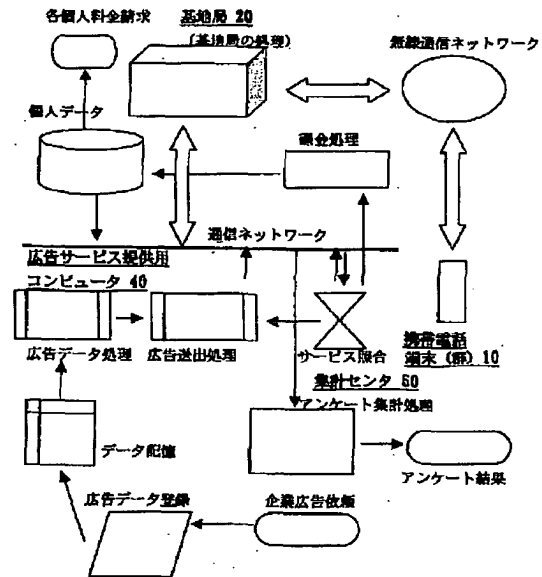 各個人料金請求
基地局 20
(基地局の処理)
無線通信ネットワーク
個人データ
課金処理
通信ネットワーク
広告サービス提供用
コンピュータ 40
広告データ処理
広告送出処理
サービス照合
携帯電話
端末（群）10
集計センタ 50
アンケート集計処理
データ記憶
アンケート結果
広告データ登録
企業広告依頼